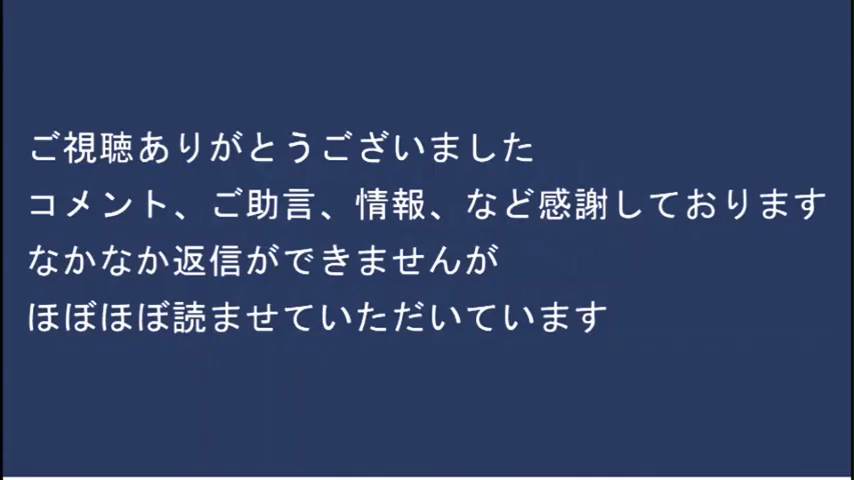 ご視聴ありがとうございました
コメント、ご助言、情報、など感謝しております
なかなか返信ができませんが
ほぼほぼ読ませていただいています